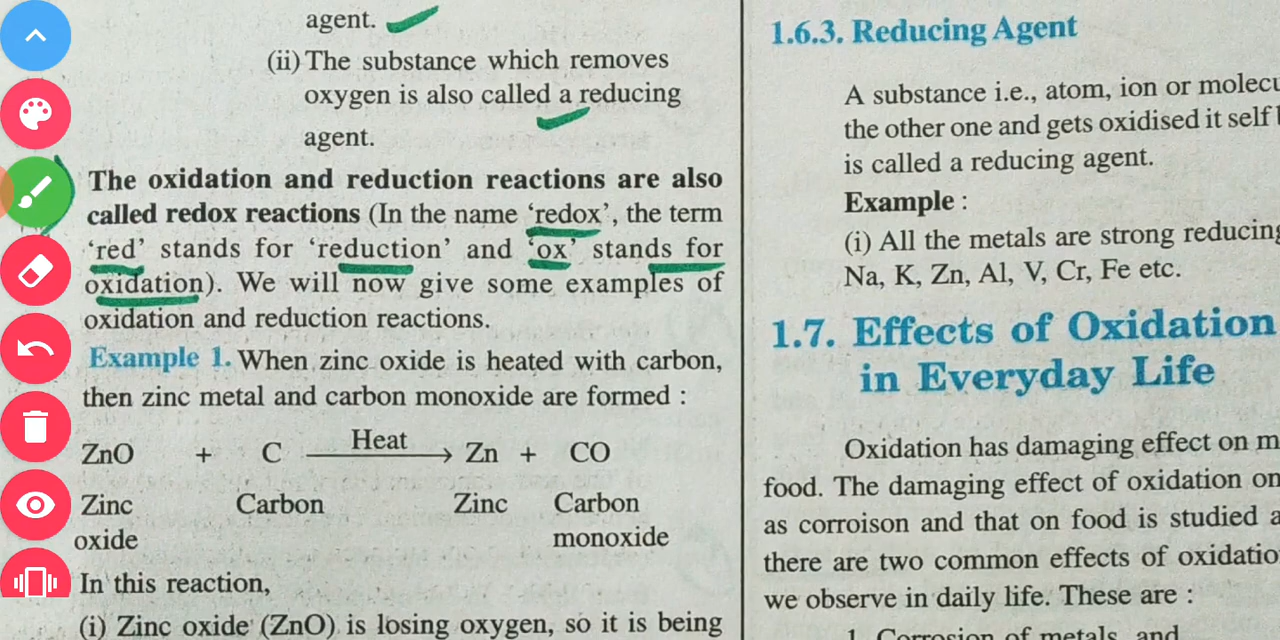 agent.
(ii) The substance which removes
oxygen is also called a reducing
agent.
The oxidation and reduction reactions are also
called redox reactions (In the name ‘redox’, the term
‘red’ stands for ‘reduction’ and ‘ox’ stands for
oxidation). We will now give some examples of
oxidation and reduction reactions.
Example 1. When zinc oxide is heated with carbon,
then zinc metal and carbon monoxide are formed :
Heat
ZnO + C → Zn + CO
Zinc Carbon Zinc Carbon
oxide monoxide
In this reaction,
(i) Zinc oxide (ZnO) is losing oxygen, so it is being
1.6.3. Reducing Agent
A substance i.e., atom, ion or
the other one and gets oxidised it self
is called a reducing agent.
Example :
(i) All the metals are strong reducing
Na, K, Zn, Al, V, Cr, Fe etc.
1.7. Effects of Oxidation
in Everyday Life
Oxidation has damaging effect on
food. The damaging effect of oxidation on
as corroison and that on food is studied
there are two common effects of
we observe in daily life. These are :
1. Corrosion of metals and